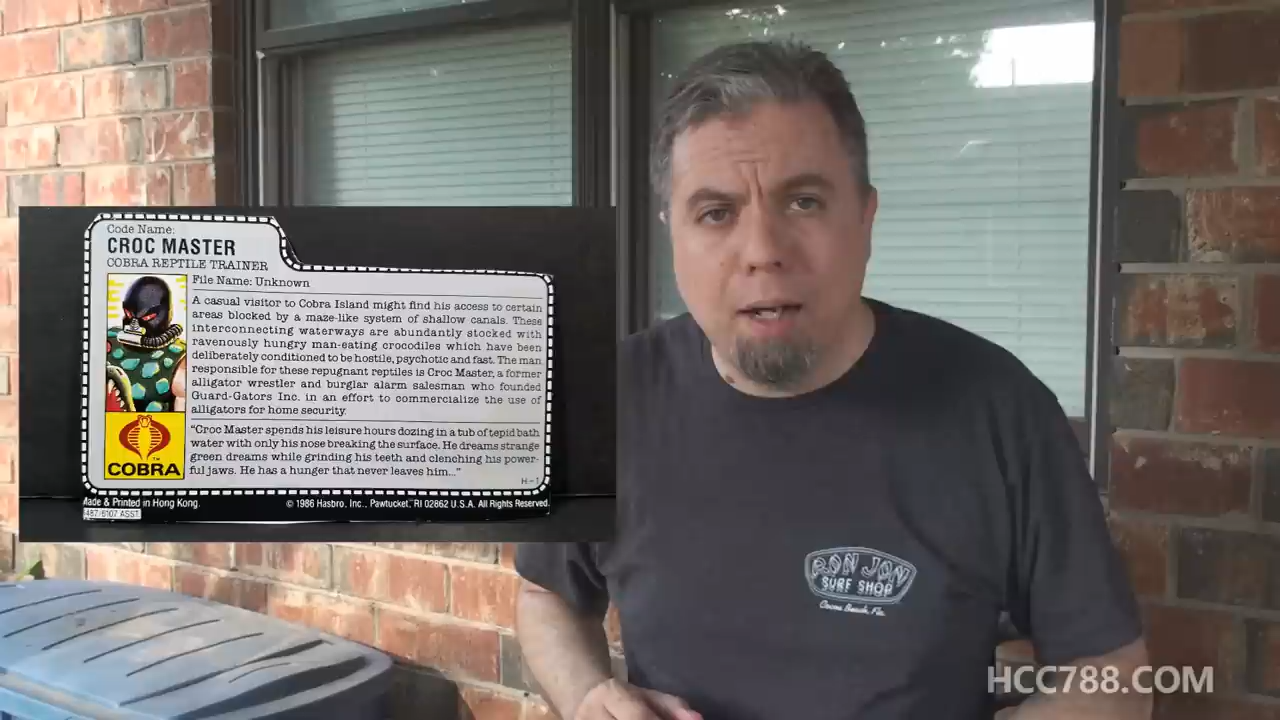 Code Name:
CROC MASTER
COBRA REPTILE TRAINER
File Name: Unknown
A casual visitor to Cobra Island might find his access to certain
areas blocked by a maze-like system of shallow canals. These
interconnecting waterways are abundantly stocked with
ravenously hungry man-eating crocodiles which have been
deliberately conditioned to be hostile, psychotic and fast. The man
responsible for these repugnant reptiles is Croc Master, a former
alligator wrestler and burglar alarm salesman who founded
Guard-Gators Inc. in an effort to commercialize the use of
alligators for home security.
"Croc Master spends his leisure hours dozing in a tub of tepid bath
water with only his nose breaking the surface. He dreams strange
green dreams while grinding his teeth and clenching his power-
ful jaws. He has a hunger that never leaves him..."
COBRA
H-1
Made & Printed in Hong Kong.
© 1986 Hasbro, Inc., Pawtucket, RI 02862 U.S.A. All Rights Reserved.
6107 ASST.
RON JON
SURF SHOP
Cocoa Beach, Fla.
HCC788.COM